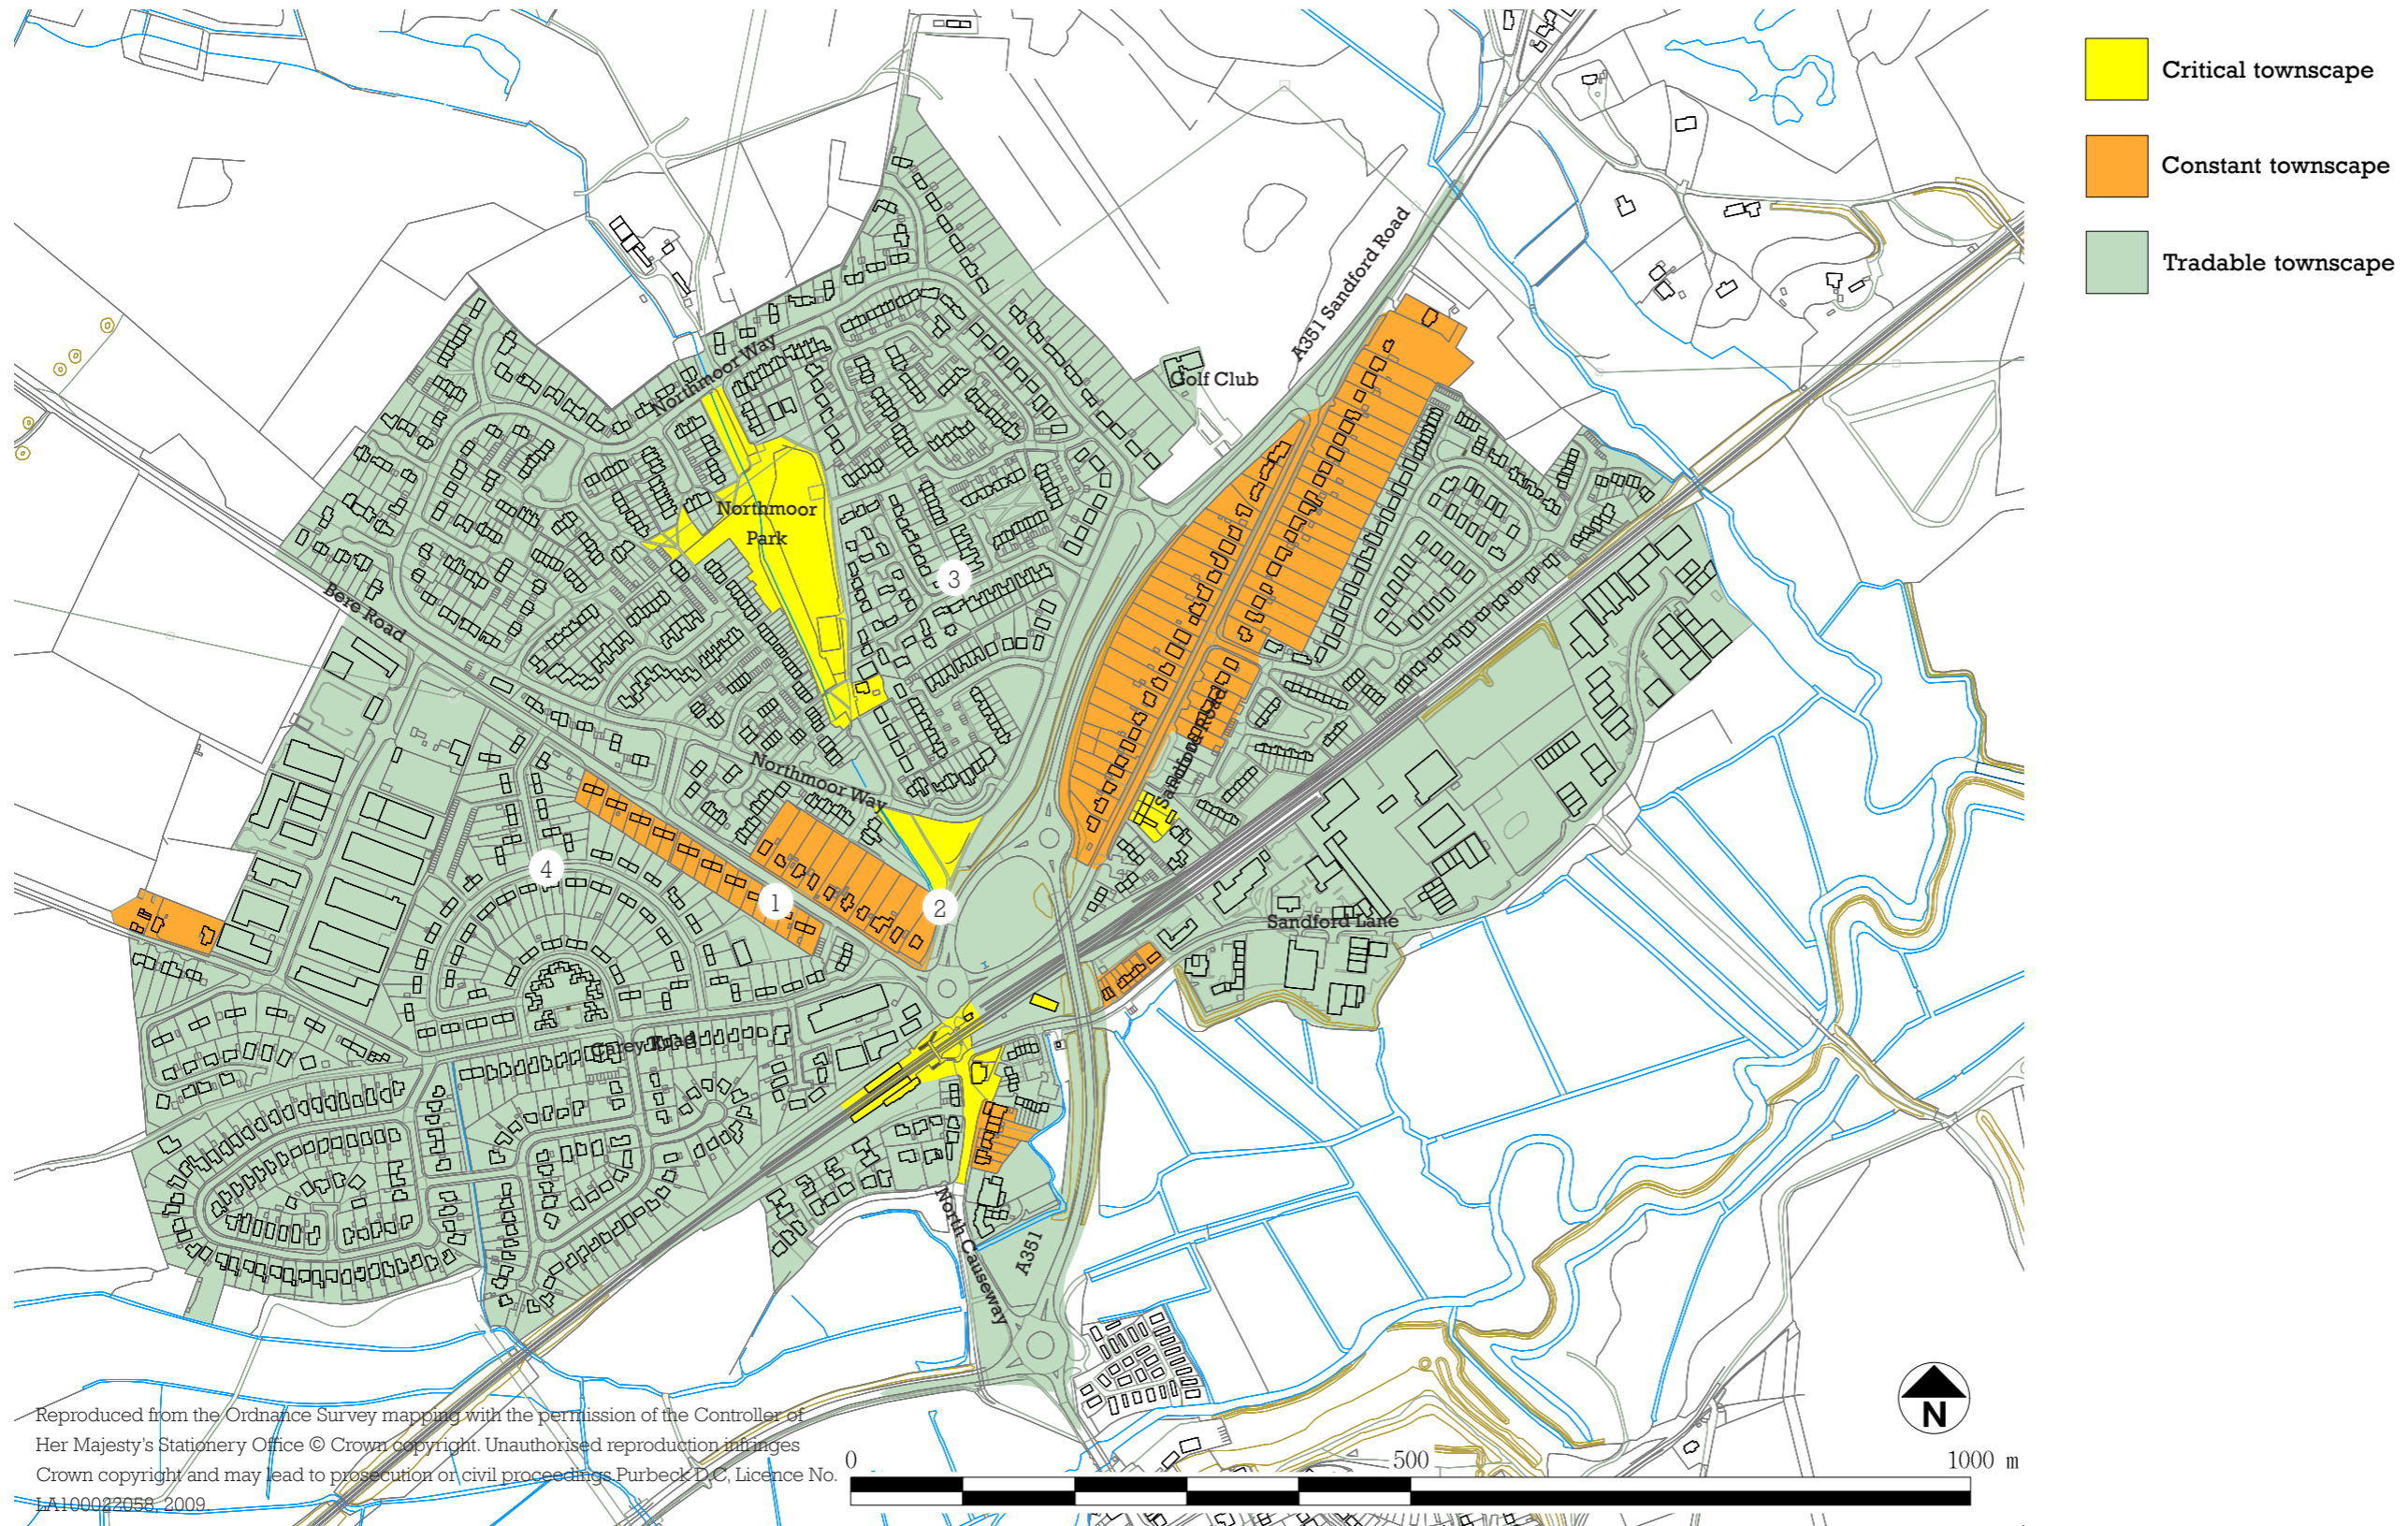 Critical townscape
Constant townscape
Tradable townscape
A351 Sandford Road
Golf Club
Northmoor Way
Northmoor
Park
3
Bere Road
Sandford Road
Northmoor Way
4
1
2
Sandford Lane
Carey Road
North Causeway
A351
N
Reproduced from the Ordnance Survey mapping with the permission of the Controller of
Her Majesty's Stationery Office © Crown copyright. Unauthorised reproduction infringes
Crown copyright and may lead to prosecution or civil proceedings.Purbeck D.C, Licence No.
LA100022058, 2009.
0 500 1000 m